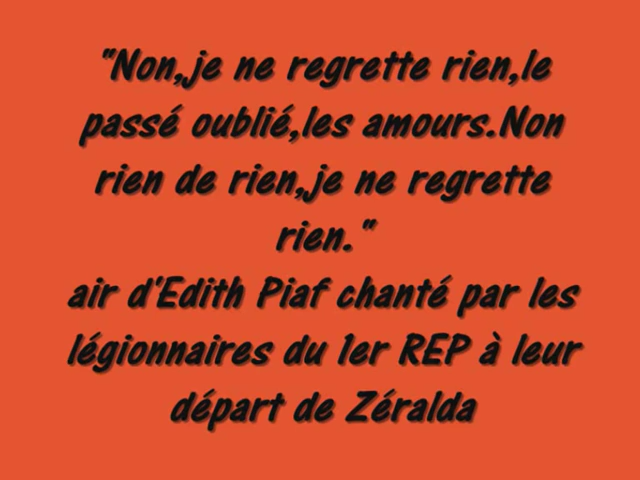 "Non,je ne regrette rien,le
passé oublié,les amours.Non
rien de rien,je ne regrette
rien."
air d'Edith Piaf chanté par les
légionnaires du 1er REP à leur
départ de Zéralda